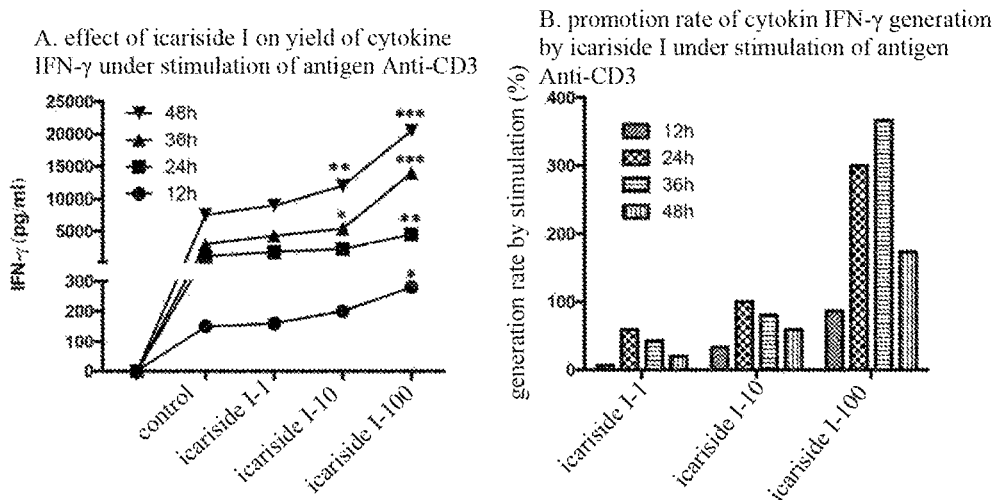 A. effect of icariside I on yield of cytokine
IFN-γ under stimulation of antigen Anti-CD3
25000
20000
15000
10000
5000
300
200
100
0
IFN-γ (pg/ml)
48h
36h
24h
12h
***
**
***
*
**
*
control
icariside I-1
icariside I-10
icariside I-100
B. promotion rate of cytokin IFN-γ generation
by icariside I under stimulation of antigen
Anti-CD3
generation rate by stimulation (%)
400
300
200
100
0
12h
24h
36h
48h
icariside I-1
icariside I-10
icariside I-100